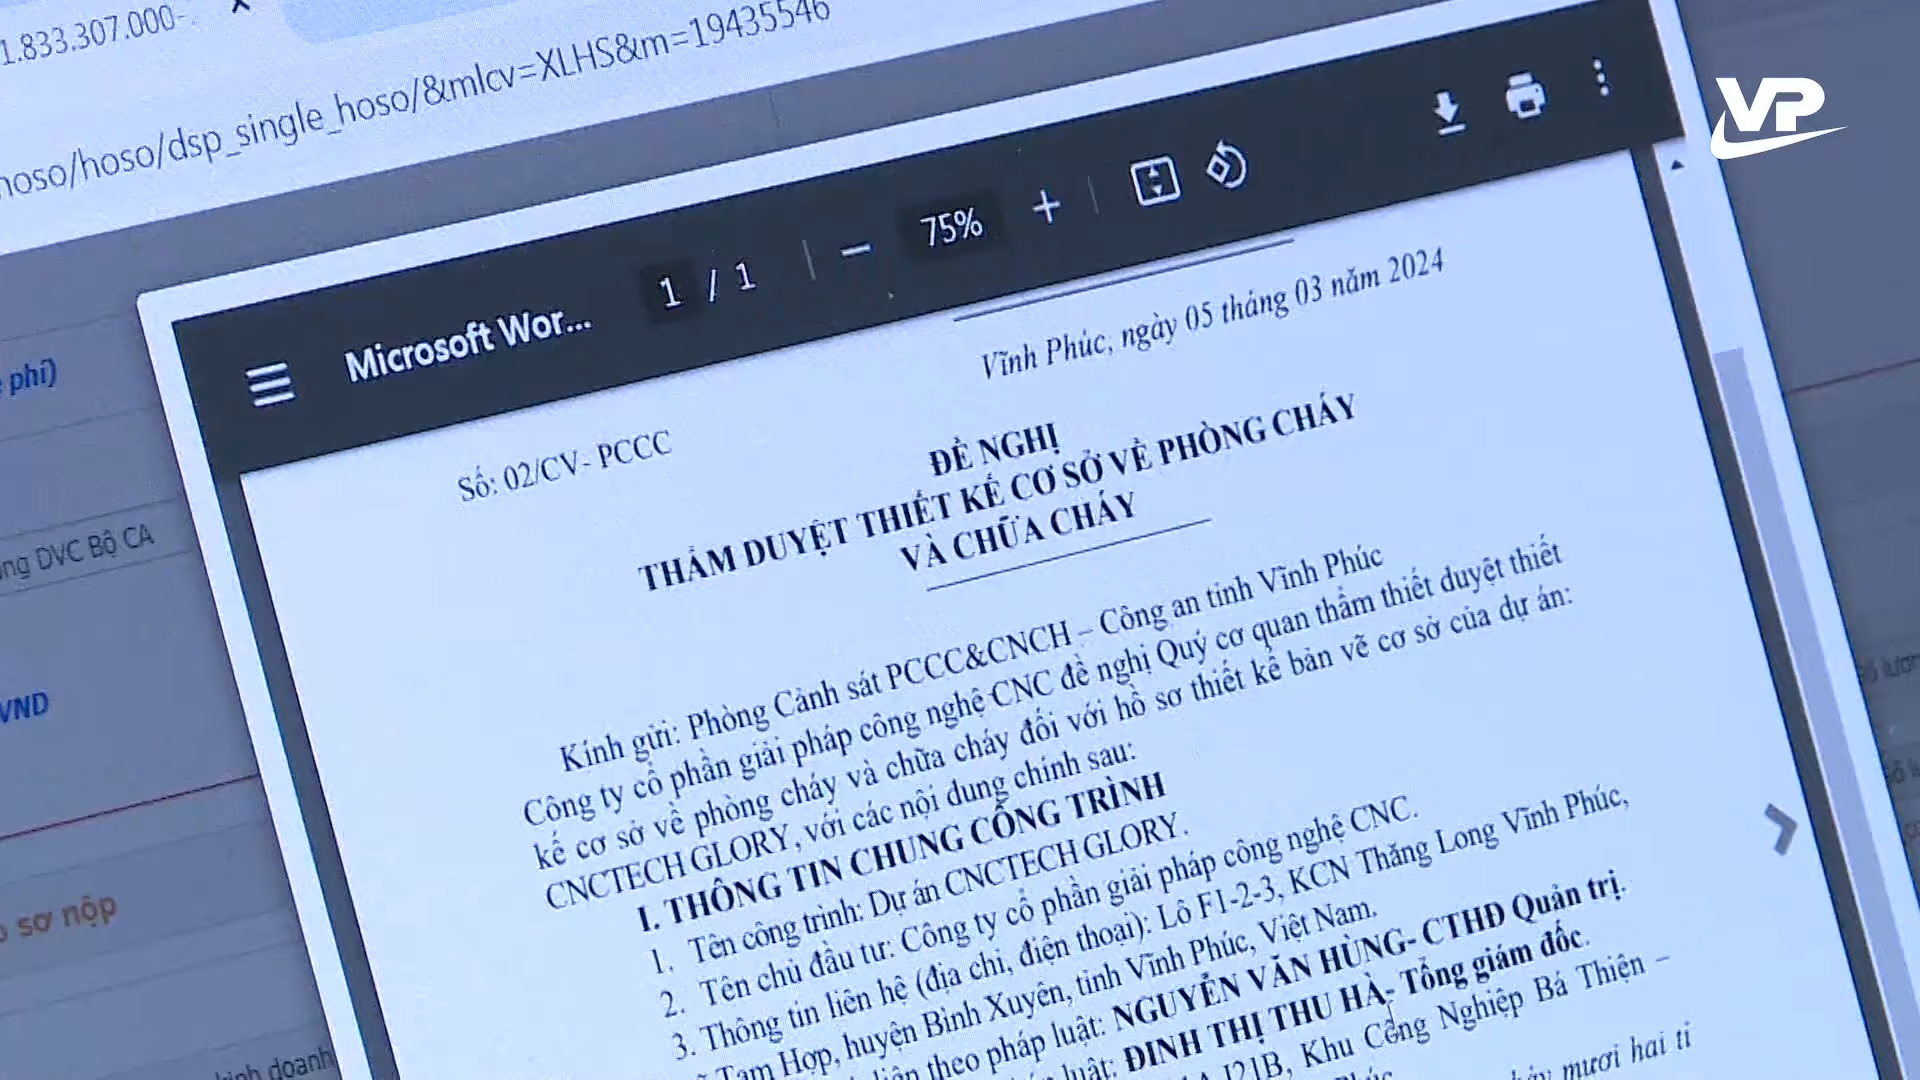 1.833.307.000-
hoso/hoso/dsp_single_hoso/&mlcv=XLHS&m=19435546
VP
Microsoft Wor...
1 / 1
75%
Vĩnh Phúc, ngày 05 tháng 03 năm 2024
Số: 02/CV- PCCC
ĐỀ NGHỊ
THẨM DUYỆT THIẾT KẾ CƠ SỞ VỀ PHÒNG CHÁY
VÀ CHỮA CHÁY
Kính gửi: Phòng Cảnh sát PCCC&CNCH – Công an tỉnh Vĩnh Phúc
Công ty cổ phần giải pháp công nghệ CNC đề nghị Quý cơ quan thẩm thiết duyệt thiết
kế cơ sở về phòng cháy và chữa cháy đối với hồ sơ thiết kế bản vẽ cơ sở của dự án:
CNCTECH GLORY, với các nội dung chính sau:
I. THÔNG TIN CHUNG CÔNG TRÌNH
1. Tên công trình: Dự án CNCTECH GLORY.
2. Tên chủ đầu tư: Công ty cổ phần giải pháp công nghệ CNC.
3. Thông tin liên hệ (địa chỉ, điện thoại): Lô F1-2-3, KCN Thăng Long Vĩnh Phúc,
Tam Hợp, huyện Bình Xuyên, tỉnh Vĩnh Phúc, Việt Nam.
theo pháp luật: NGUYỄN VĂN HÙNG- CTHĐ Quản trị.
luật: ĐINH THỊ THU HÀ- Tổng giám đốc.
J21B, Khu Công Nghiệp Bá Thiện –
mươi hai tỉ
phí)
ng DVC Bộ CA
VND
sơ nộp
kinh doanh